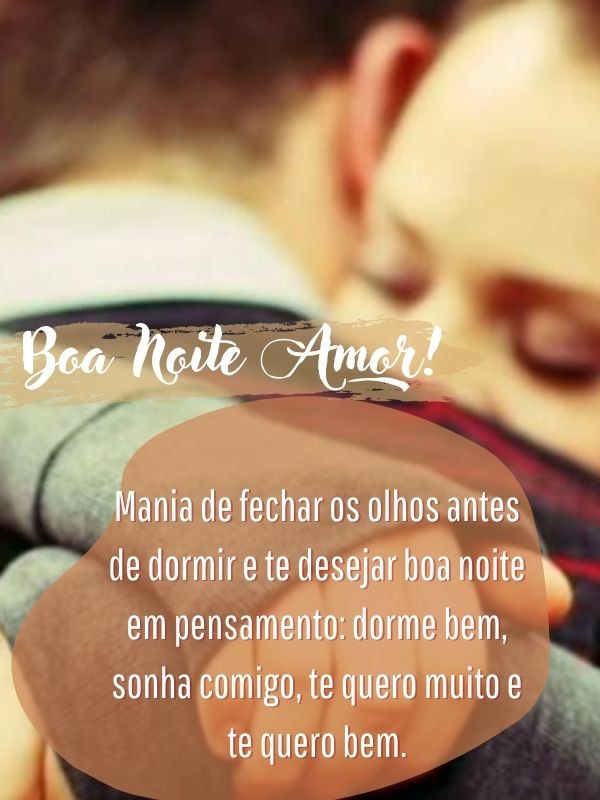 Boa Noite Amor!
Mania de fechar os olhos antes
de dormir e te desejar boa noite
em pensamento: dorme bem,
sonha comigo, te quero muito e
te quero bem.